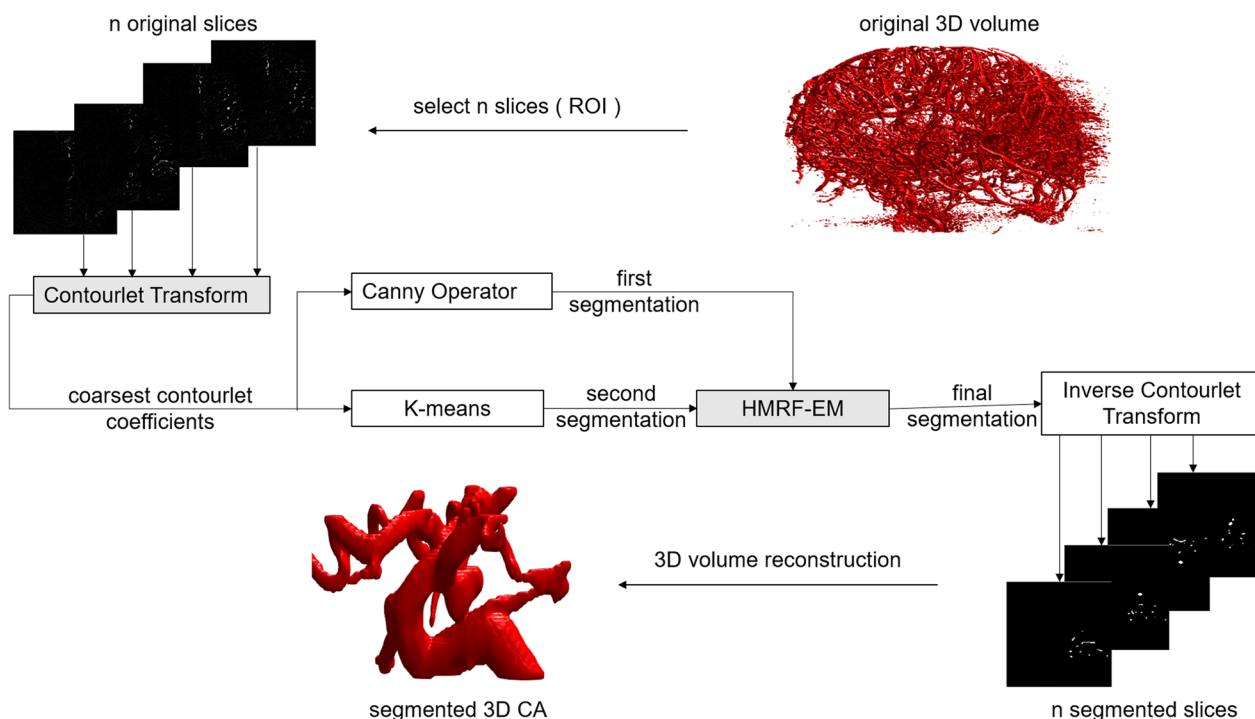 n original slices
original 3D volume
select n slices ( ROI )
Contourlet Transform
Canny Operator
first
segmentation
coarsest contourlet
coefficients
K-means
second
segmentation
HMRF-EM
final
segmentation
Inverse Contourlet
Transform
3D volume reconstruction
segmented 3D CA
n segmented slices